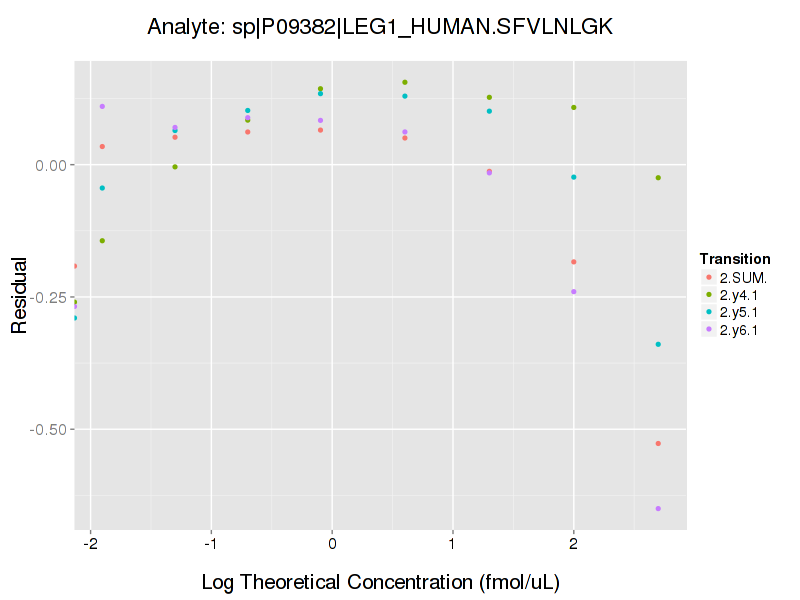 Analyte: sp|P09382|LEG1_HUMAN.SFVLNLGK
Residual
0.00
-0.25
-0.50
-2
-1
0
1
2
Log Theoretical Concentration (fmol/uL)
Transition
2.SUM.
2.y4.1
2.y5.1
2.y6.1